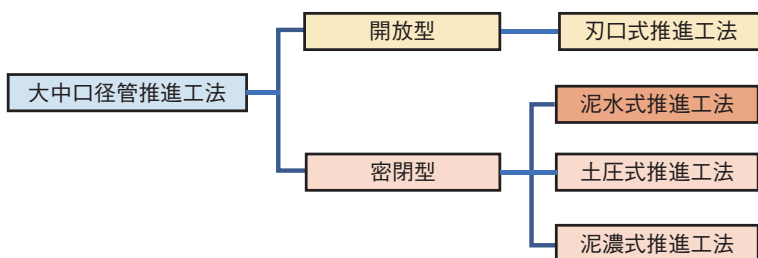 大中口径管推進工法
開放型
刃口式推進工法
密閉型
泥水式推進工法
土圧式推進工法
泥濃式推進工法